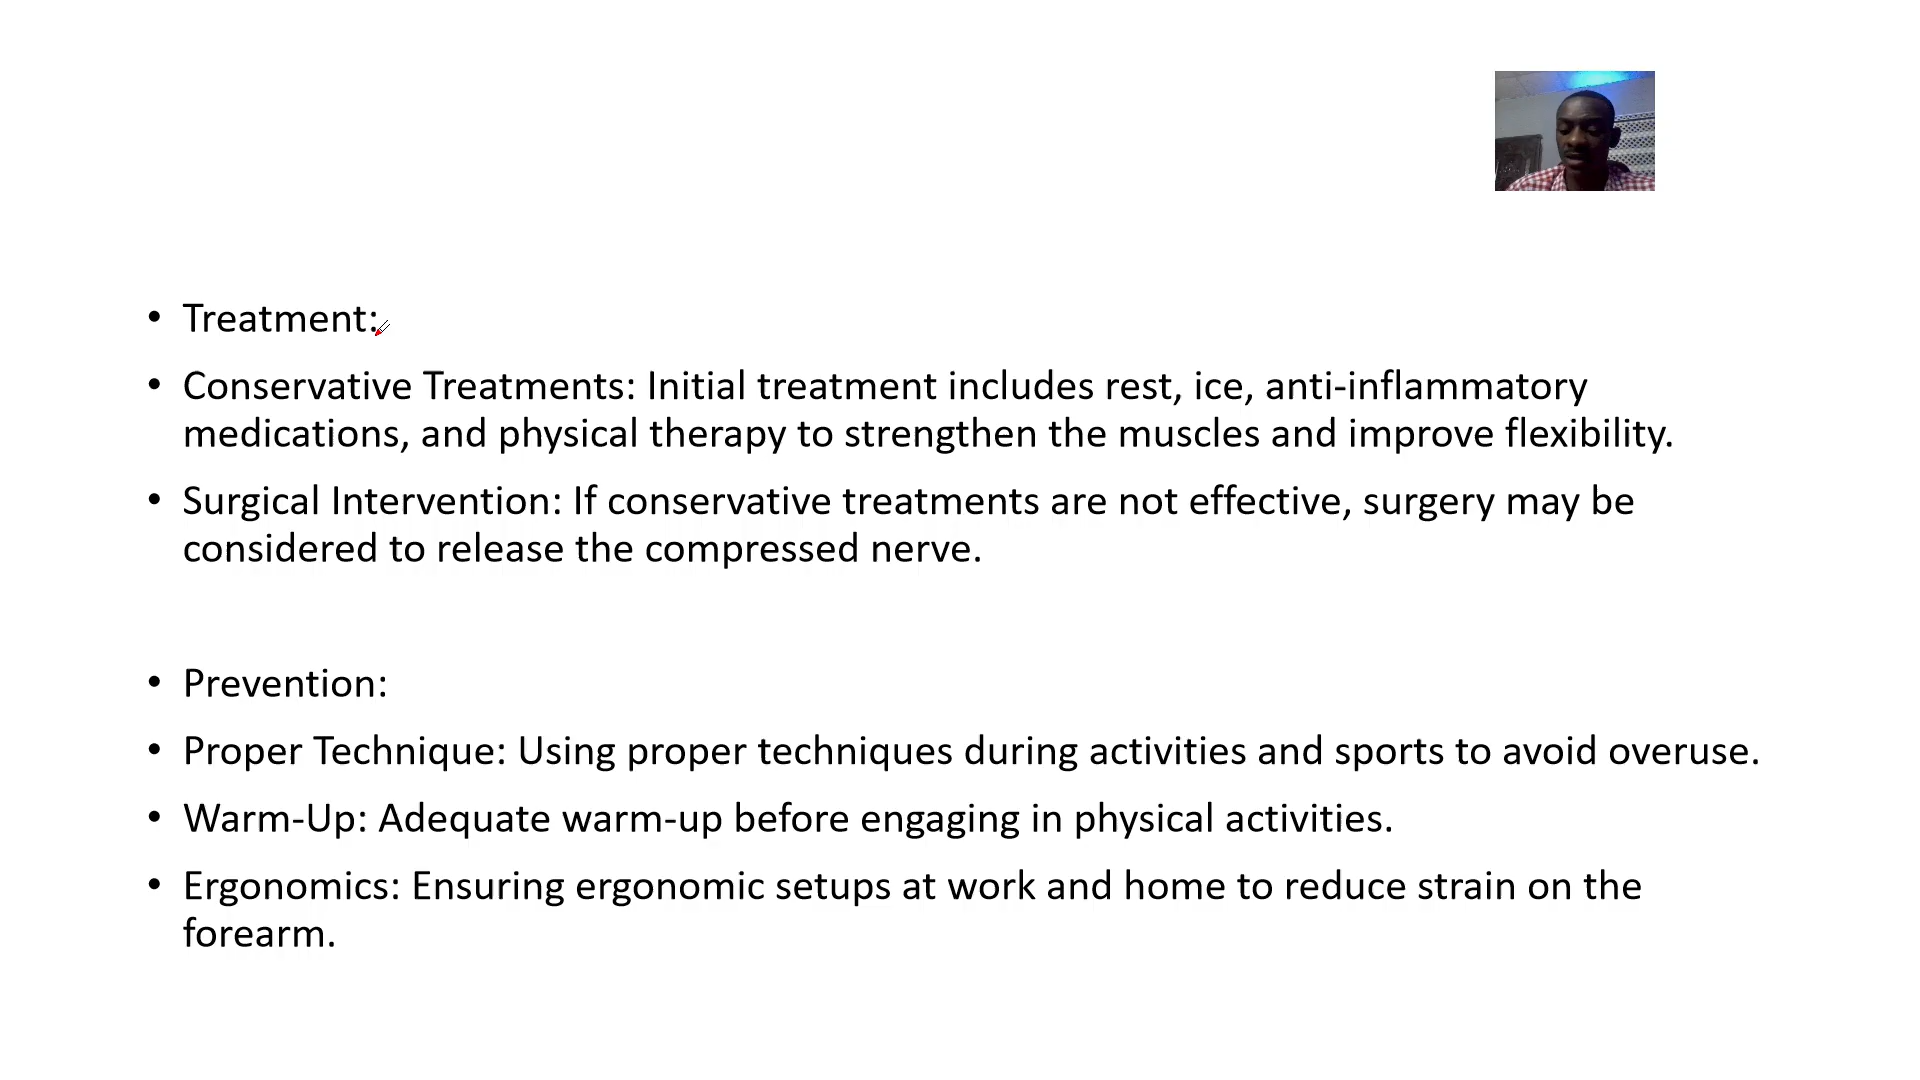 • Treatment:
• Conservative Treatments: Initial treatment includes rest, ice, anti-inflammatory
medications, and physical therapy to strengthen the muscles and improve flexibility.
• Surgical Intervention: If conservative treatments are not effective, surgery may be
considered to release the compressed nerve.
• Prevention:
• Proper Technique: Using proper techniques during activities and sports to avoid overuse.
• Warm-Up: Adequate warm-up before engaging in physical activities.
• Ergonomics: Ensuring ergonomic setups at work and home to reduce strain on the
forearm.